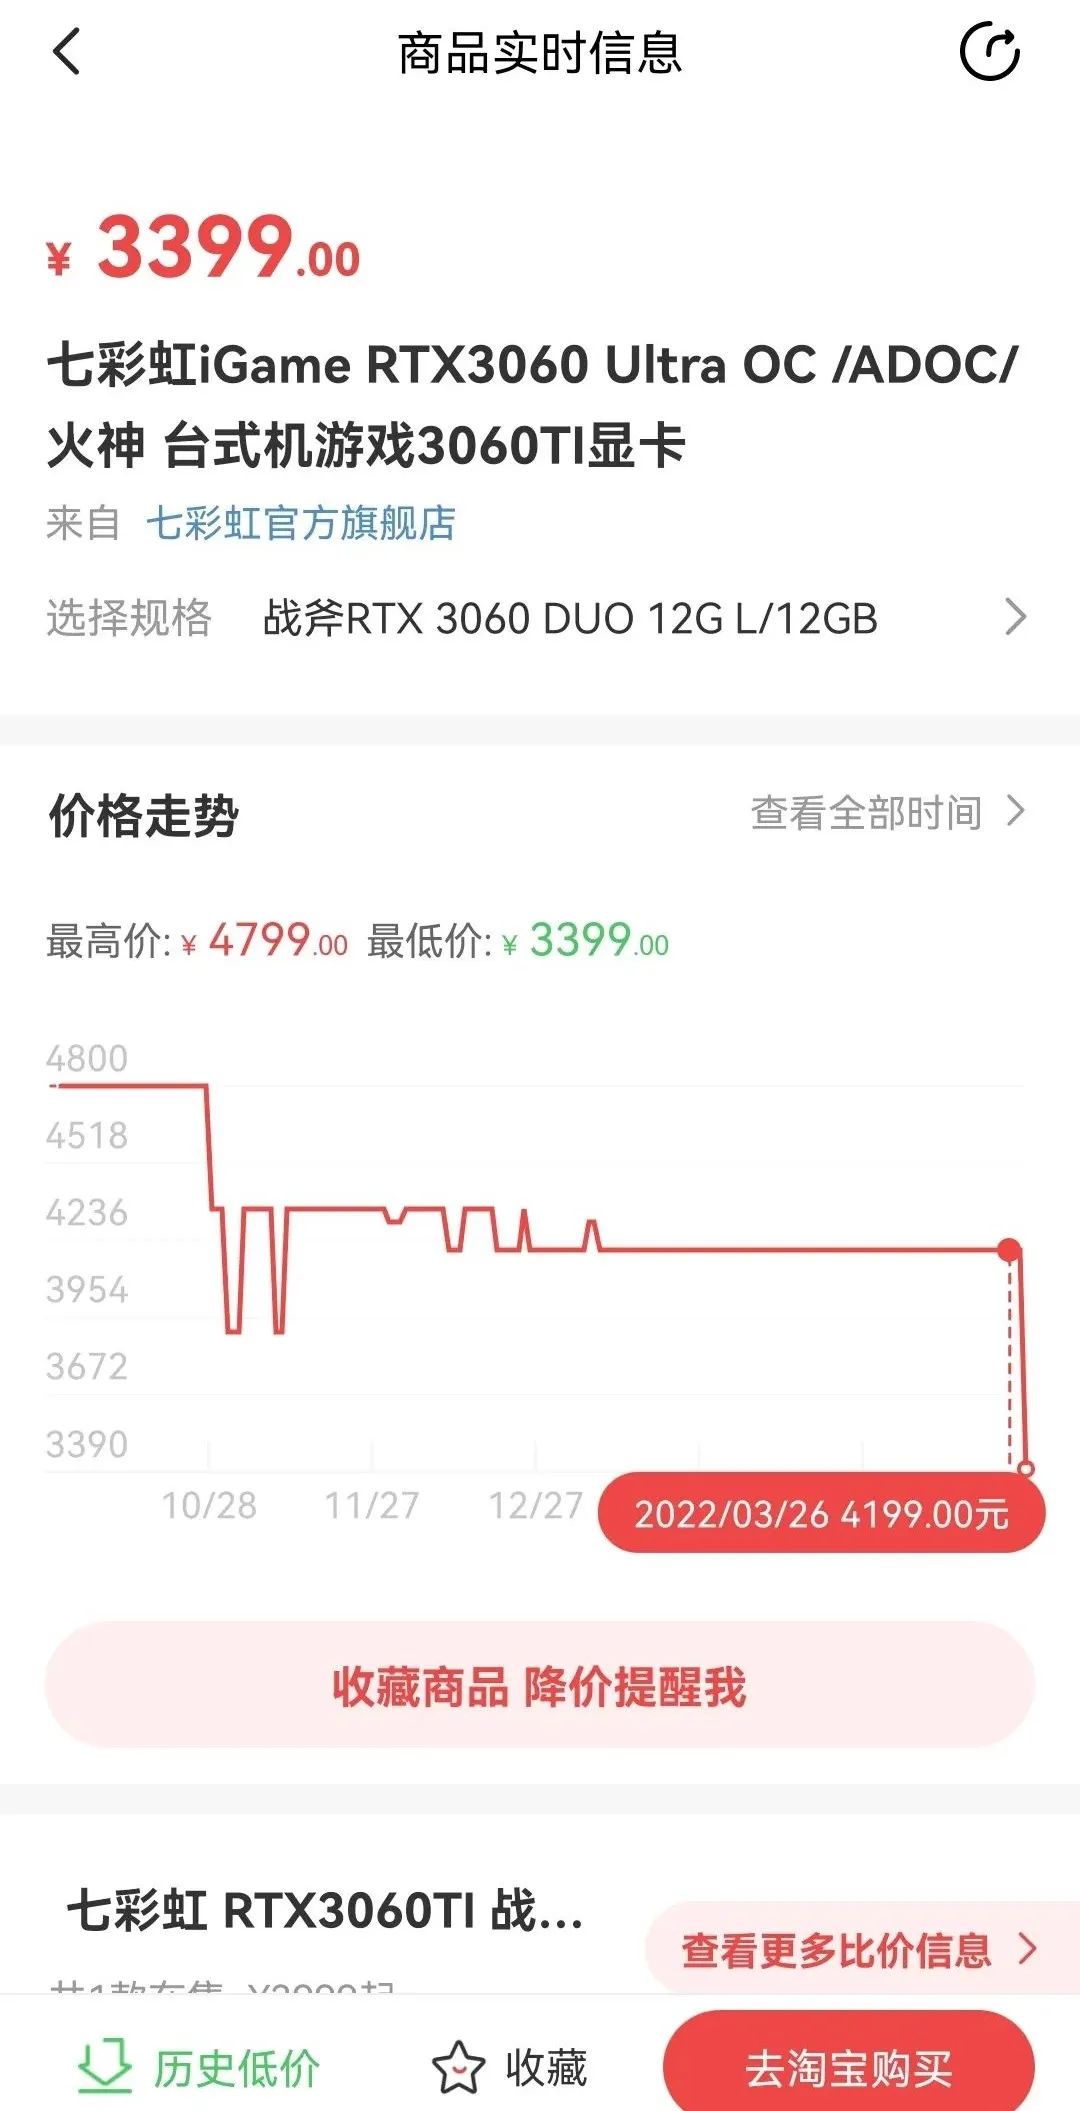 商品实时信息
¥ 3399.00
七彩虹iGame RTX3060 Ultra OC /ADOC/
火神 台式机游戏3060TI显卡
来自 七彩虹官方旗舰店
选择规格 战斧RTX 3060 DUO 12G L/12GB
价格走势 查看全部时间
最高价: ¥ 4799.00 最低价: ¥ 3399.00
4800
4518
4236
3954
3672
3390
10/28 11/27 12/27
2022/03/26 4199.00元
收藏商品 降价提醒我
七彩虹 RTX3060TI 战...
查看更多比价信息
历史低价 收藏 去淘宝购买